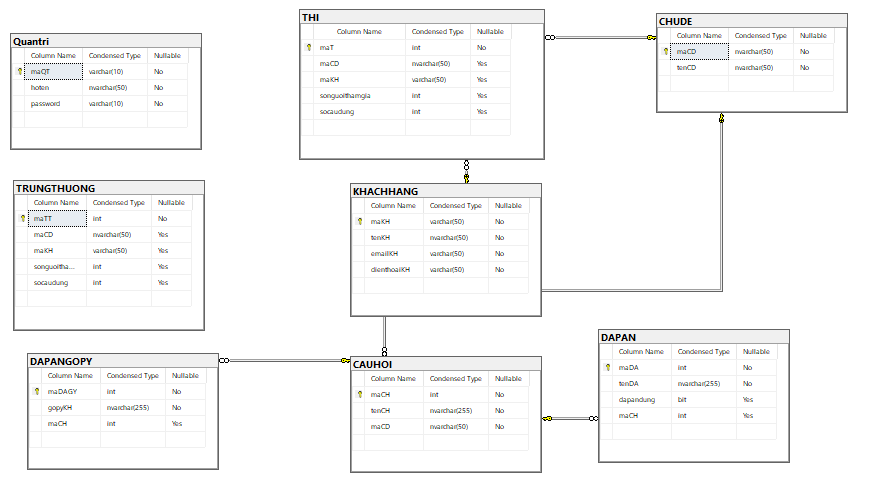 Quantri
Column Name Condensed Type Nullable
maQT varchar(10) No
hoten nvarchar(50) No
password varchar(10) No
THI
Column Name Condensed Type Nullable
maT int No
maCD nvarchar(50) Yes
maKH varchar(50) Yes
songuoithamgia int Yes
socaudung int Yes
CHUDE
Column Name Condensed Type Nullable
maCD nvarchar(50) No
tenCD nvarchar(50) No
TRUNGTHUONG
Column Name Condensed Type Nullable
maTT int No
maCD nvarchar(50) Yes
maKH varchar(50) Yes
songuoitha... int Yes
socaudung int Yes
KHACHHANG
Column Name Condensed Type Nullable
maKH varchar(50) No
tenKH nvarchar(50) No
emailKH varchar(50) No
dienthoaiKH varchar(50) No
DAPANGOPY
Column Name Condensed Type Nullable
maDAGY int No
gopyKH nvarchar(255) No
maCH int Yes
CAUHOI
Column Name Condensed Type Nullable
maCH int No
tenCH nvarchar(255) No
maCD nvarchar(50) No
DAPAN
Column Name Condensed Type Nullable
maDA int No
tenDA nvarchar(255) No
dapandung bit Yes
maCH int Yes